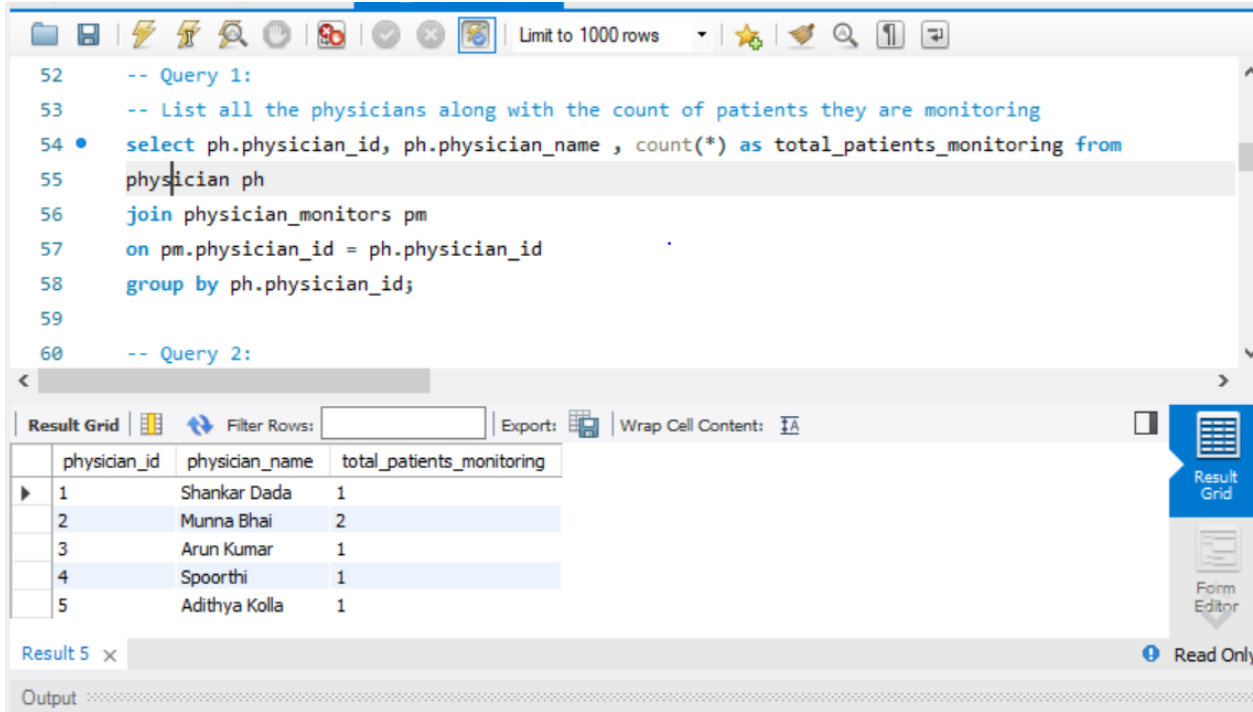 Limit to 1000 rows
52 -- Query 1:
53 -- List all the physicians along with the count of patients they are monitoring
54 select ph.physician_id, ph.physician_name , count(*) as total_patients_monitoring from
55 physician ph
56 join physician_monitors pm
57 on pm.physician_id = ph.physician_id
58 group by ph.physician_id;
59
60 -- Query 2:
Result Grid Filter Rows: Export: Wrap Cell Content:
physician_id physician_name total_patients_monitoring
1 Shankar Dada 1
2 Munna Bhai 2
3 Arun Kumar 1
4 Spoorthi 1
5 Adithya Kolla 1
Result
Grid
Form
Editor
Result 5 Read Only
Output